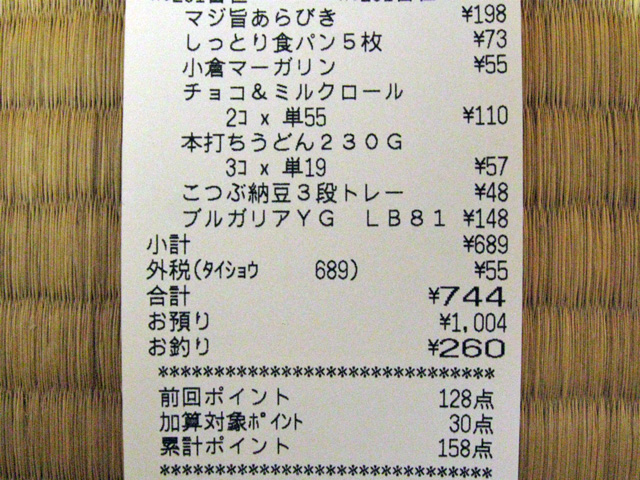 マジ旨あらびき ¥198
しっとり食パン5枚 ¥73
小倉マーガリン ¥55
チョコ&ミルクロール
2コ x 単55 ¥110
本打ちうどん230G
3コ x 単19 ¥57
こつぶ納豆3段トレー ¥48
ブルガリアYG LB81 ¥148
小計 ¥689
外税(タイショウ 689) ¥55
合計 ¥744
お預り ¥1,004
お釣り ¥260
******************************
前回ポイント 128点
加算対象ポイント 30点
累計ポイント 158点
******************************